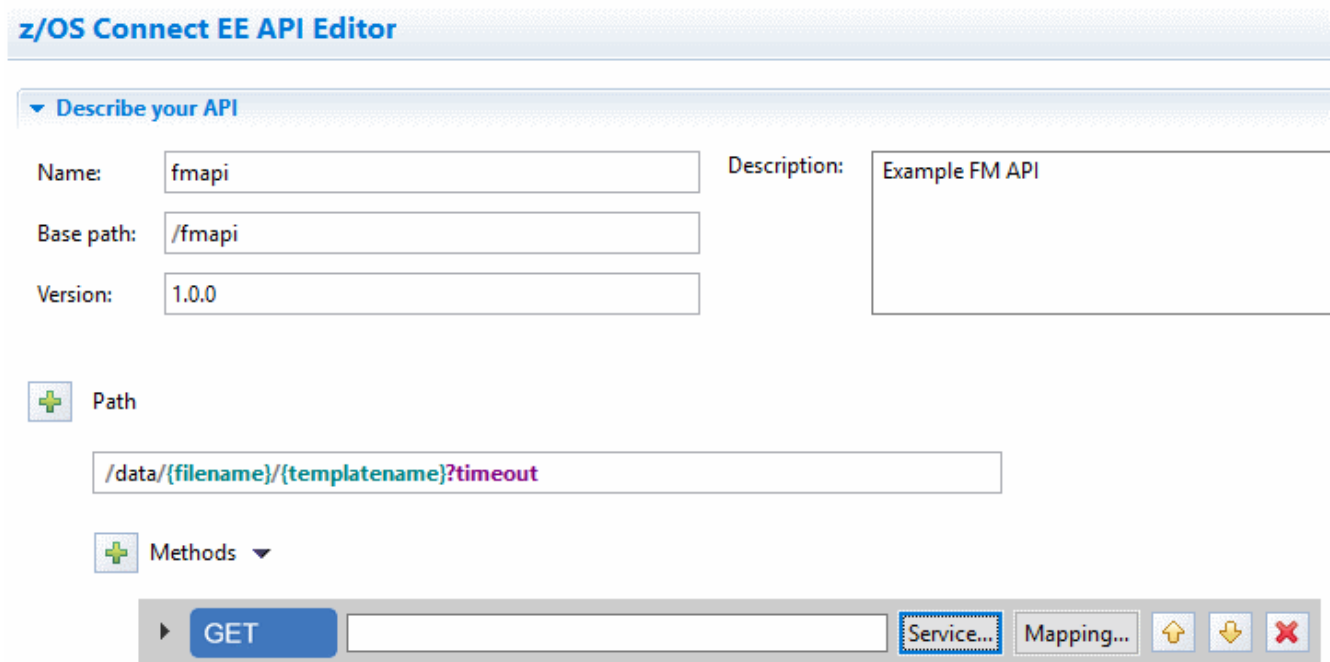 z/OS Connect EE API Editor
Describe your API
Name: fmapi Description: Example FM API
Base path: /fmapi
Version: 1.0.0
Path
/data/{filename}/{templatename}?timeout
Methods
GET Service... Mapping...